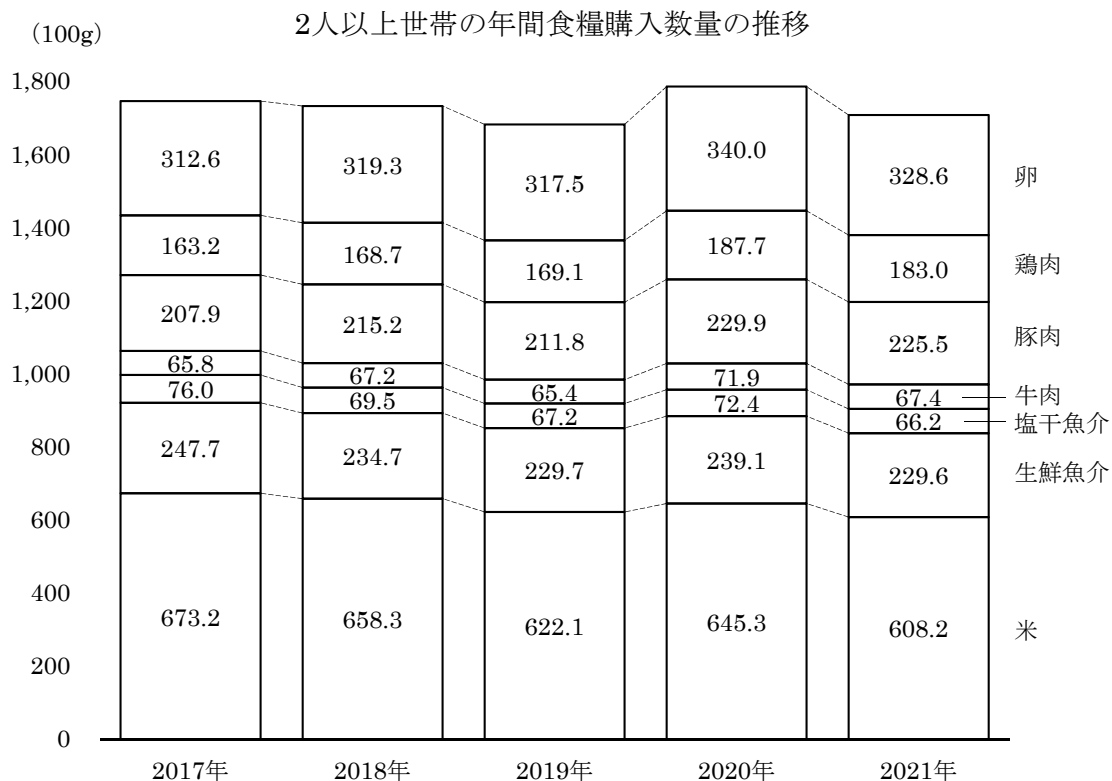 2人以上世帯の年間食糧購入数量の推移
（100g）
1,800
1,600
1,400
1,200
1,000
800
600
400
200
0
312.6 319.3 317.5 340.0 328.6 卵
163.2 168.7 169.1 187.7 183.0 鶏肉
207.9 215.2 211.8 229.9 225.5 豚肉
65.8 67.2 65.4 71.9 67.4 牛肉
76.0 69.5 67.2 72.4 66.2 塩干魚介
247.7 234.7 229.7 239.1 229.6 生鮮魚介
673.2 658.3 622.1 645.3 608.2 米
2017年 2018年 2019年 2020年 2021年